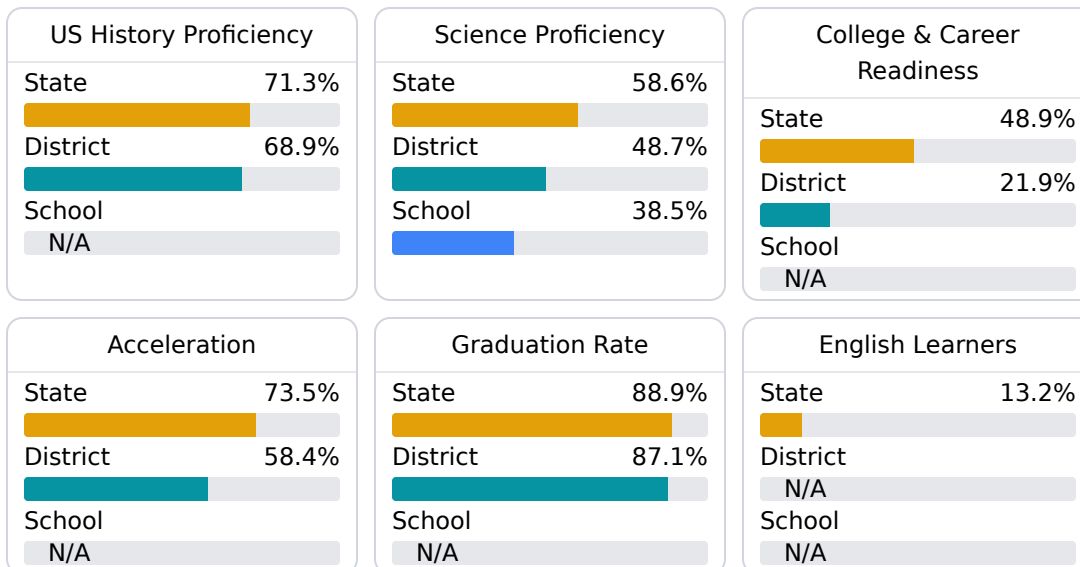 US History Proficiency
State 71.3%
District 68.9%
School
N/A
Science Proficiency
State 58.6%
District 48.7%
School 38.5%
College & Career
Readiness
State 48.9%
District 21.9%
School
N/A
Acceleration
State 73.5%
District 58.4%
School
N/A
Graduation Rate
State 88.9%
District 87.1%
School
N/A
English Learners
State 13.2%
District
N/A
School
N/A